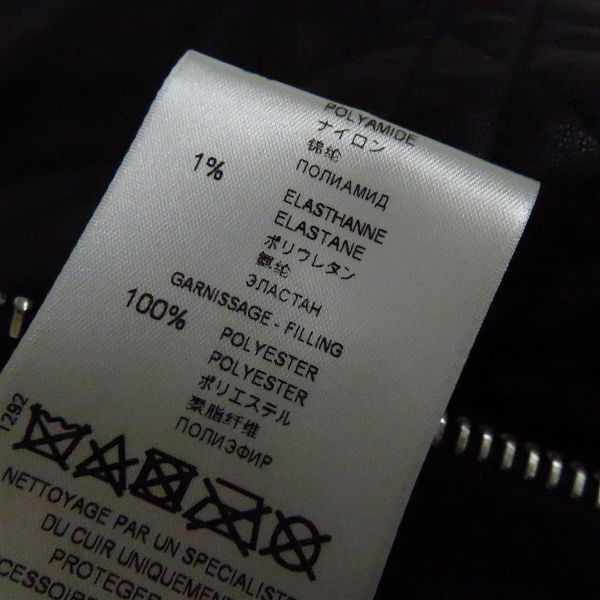 POLYAMIDE
ナイロン
锦纶
ПОЛИАМИД
1% ELASTHANNE
ELASTANE
ポリウレタン
氨纶
ЭЛАСТАН
GARNISSAGE - FILLING
100% POLYESTER
POLYESTER
ポリエステル
聚脂纤维
ПОЛИЭФИР
1292
NETTOYAGE PAR UN SPECIALISTE
DU CUIR UNIQUEMENT
PROTEGER